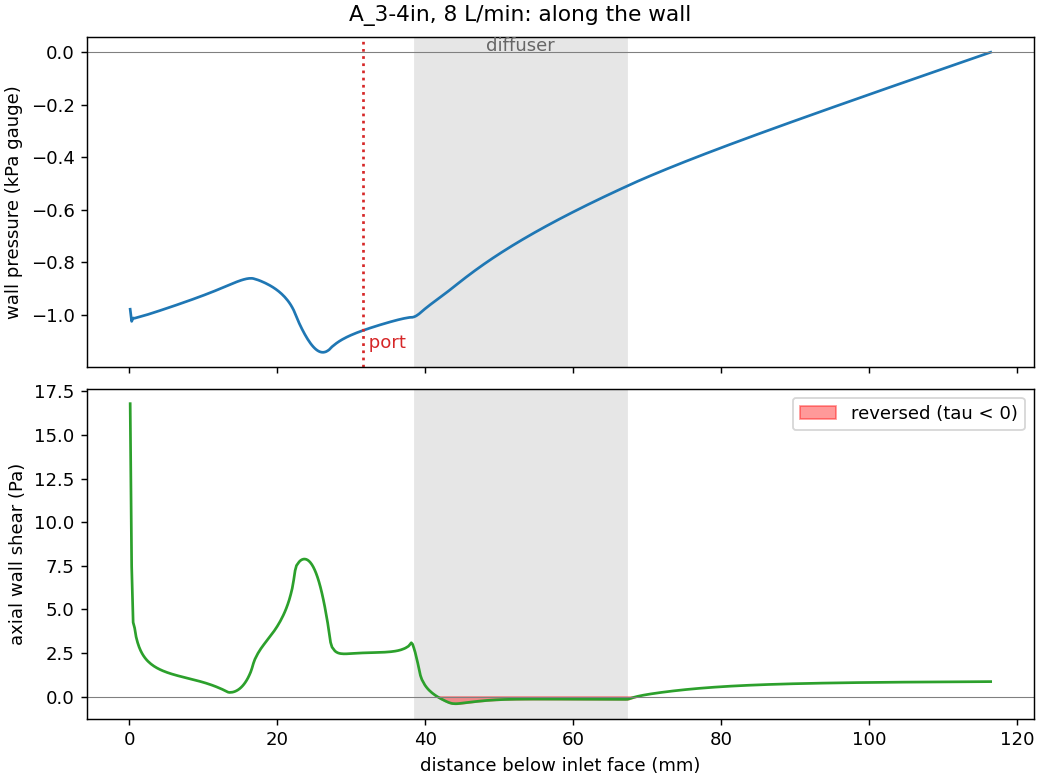 A_3-4in, 8 L/min: along the wall
diffuser
0.0
−0.2
−0.4
−0.6
−0.8
−1.0
wall pressure (kPa gauge)
port
17.5
15.0
12.5
10.0
7.5
5.0
2.5
0.0
axial wall shear (Pa)
reversed (tau < 0)
0 20 40 60 80 100 120
distance below inlet face (mm)